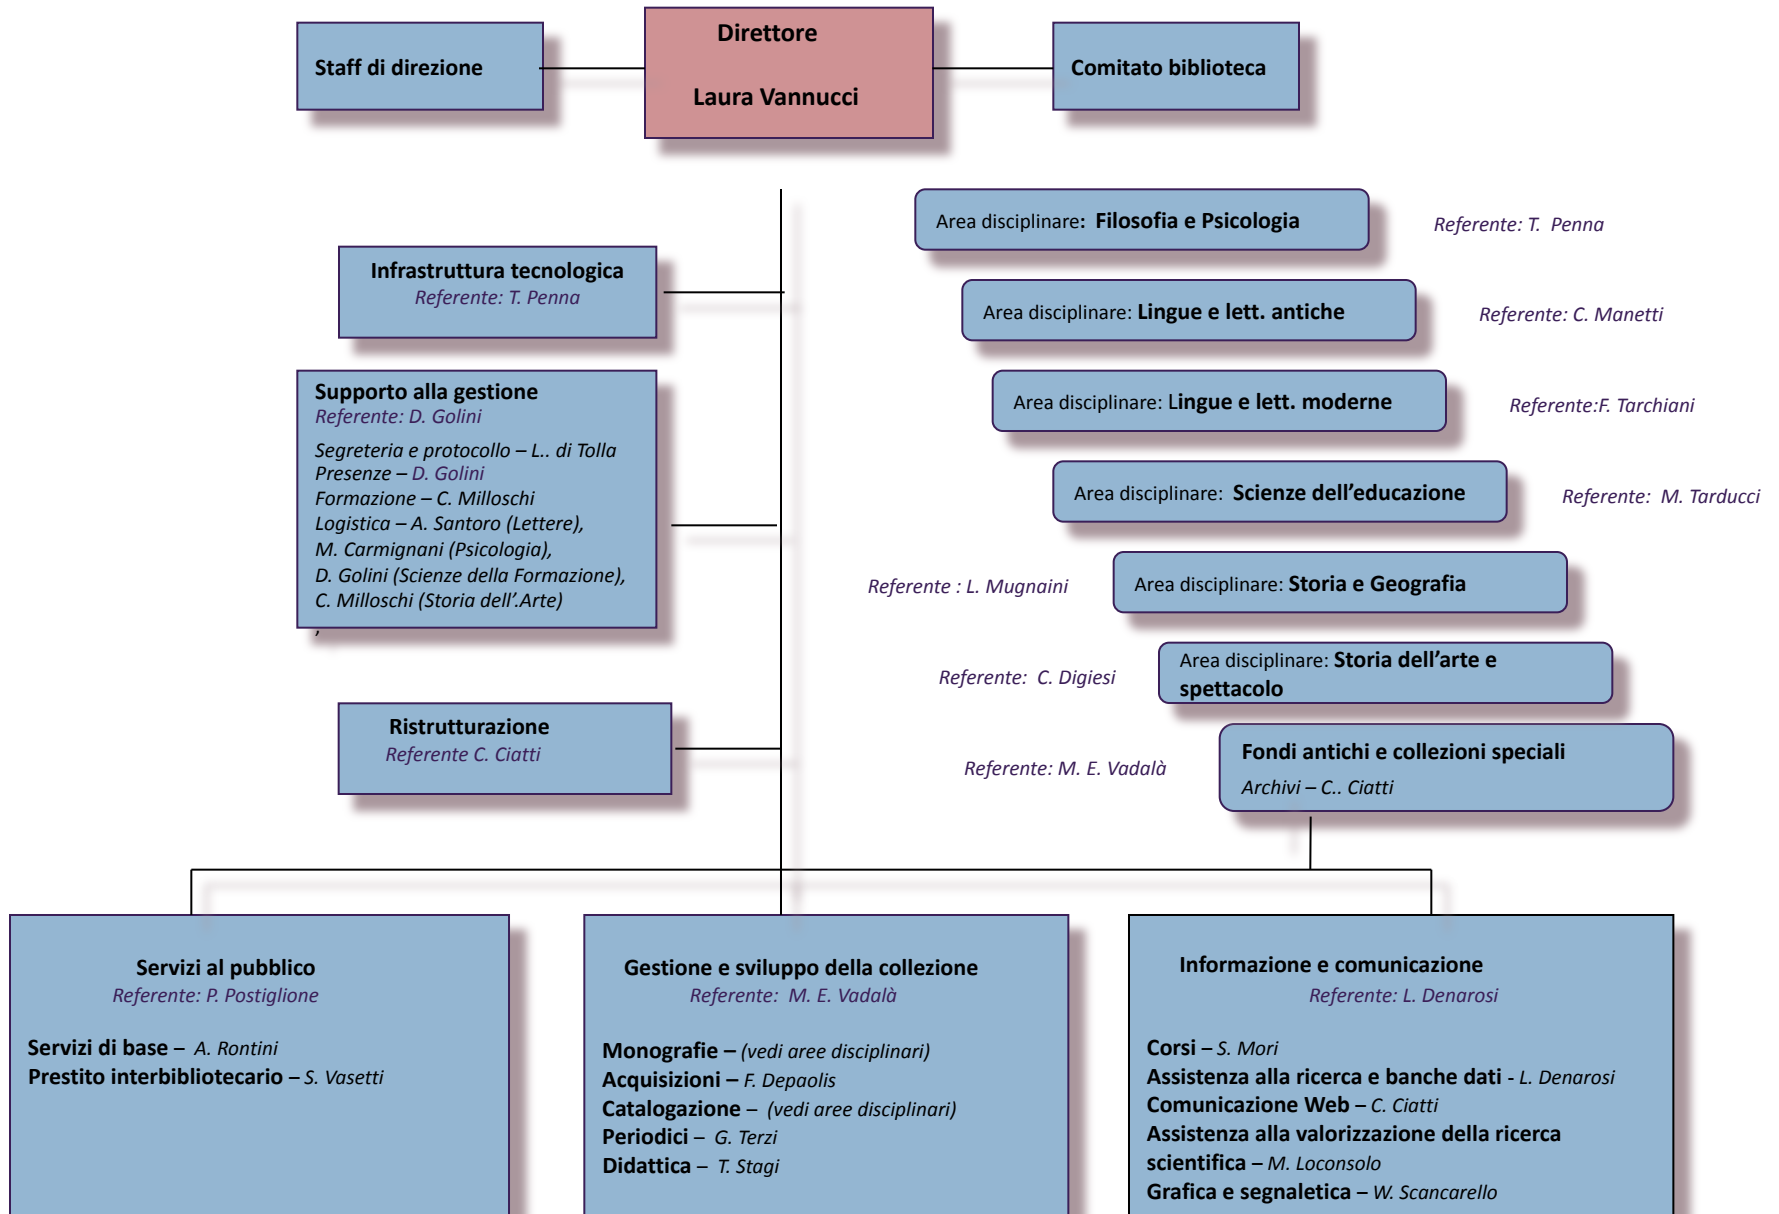 Staff di direzione
Direttore
Laura Vannucci
Comitato biblioteca
Area disciplinare: Filosofia e Psicologia
Referente: T. Penna
Infrastruttura tecnologica
Referente: T. Penna
Area disciplinare: Lingue e lett. antiche
Referente: C. Manetti
Supporto alla gestione
Referente: D. Golini
Segreteria e protocollo – L.. di Tolla
Presenze – D. Golini
Formazione – C. Milloschi
Logistica – A. Santoro (Lettere),
M. Carmignani (Psicologia),
D. Golini (Scienze della Formazione),
C. Milloschi (Storia dell'.Arte)
,
Area disciplinare: Lingue e lett. moderne
Referente:F. Tarchiani
Area disciplinare: Scienze dell'educazione
Referente: M. Tarducci
Referente : L. Mugnaini
Area disciplinare: Storia e Geografia
Referente: C. Digiesi
Area disciplinare: Storia dell'arte e
spettacolo
Ristrutturazione
Referente C. Ciatti
Referente: M. E. Vadalà
Fondi antichi e collezioni speciali
Archivi – C.. Ciatti
Servizi al pubblico
Referente: P. Postiglione
Servizi di base – A. Rontini
Prestito interbibliotecario – S. Vasetti
Gestione e sviluppo della collezione
Referente: M. E. Vadalà
Monografie – (vedi aree disciplinari)
Acquisizioni – F. Depaolis
Catalogazione – (vedi aree disciplinari)
Periodici – G. Terzi
Didattica – T. Stagi
Informazione e comunicazione
Referente: L. Denarosi
Corsi – S. Mori
Assistenza alla ricerca e banche dati - L. Denarosi
Comunicazione Web – C. Ciatti
Assistenza alla valorizzazione della ricerca
scientifica – M. Loconsolo
Grafica e segnaletica – W. Scancarello